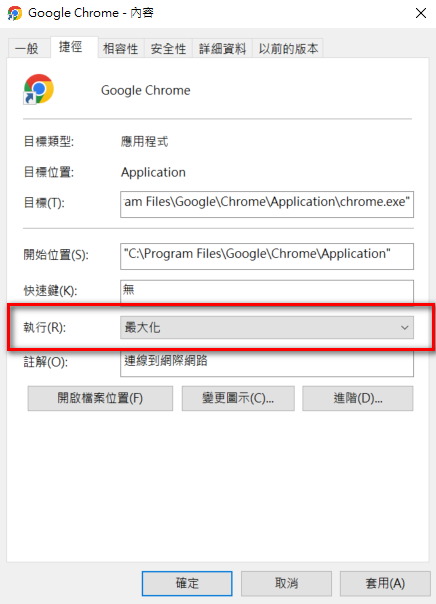 Google Chrome - 內容
一般 捷徑 相容性 安全性 詳細資料 以前的版本
Google Chrome
目標類型: 應用程式
目標位置: Application
目標(T): am Files\Google\Chrome\Application\chrome.exe"
開始位置(S): "C:\Program Files\Google\Chrome\Application"
快速鍵(K): 無
執行(R): 最大化
註解(O): 連線到網際網路
開啟檔案位置(F) 變更圖示(C)... 進階(D)...
確定 取消 套用(A)